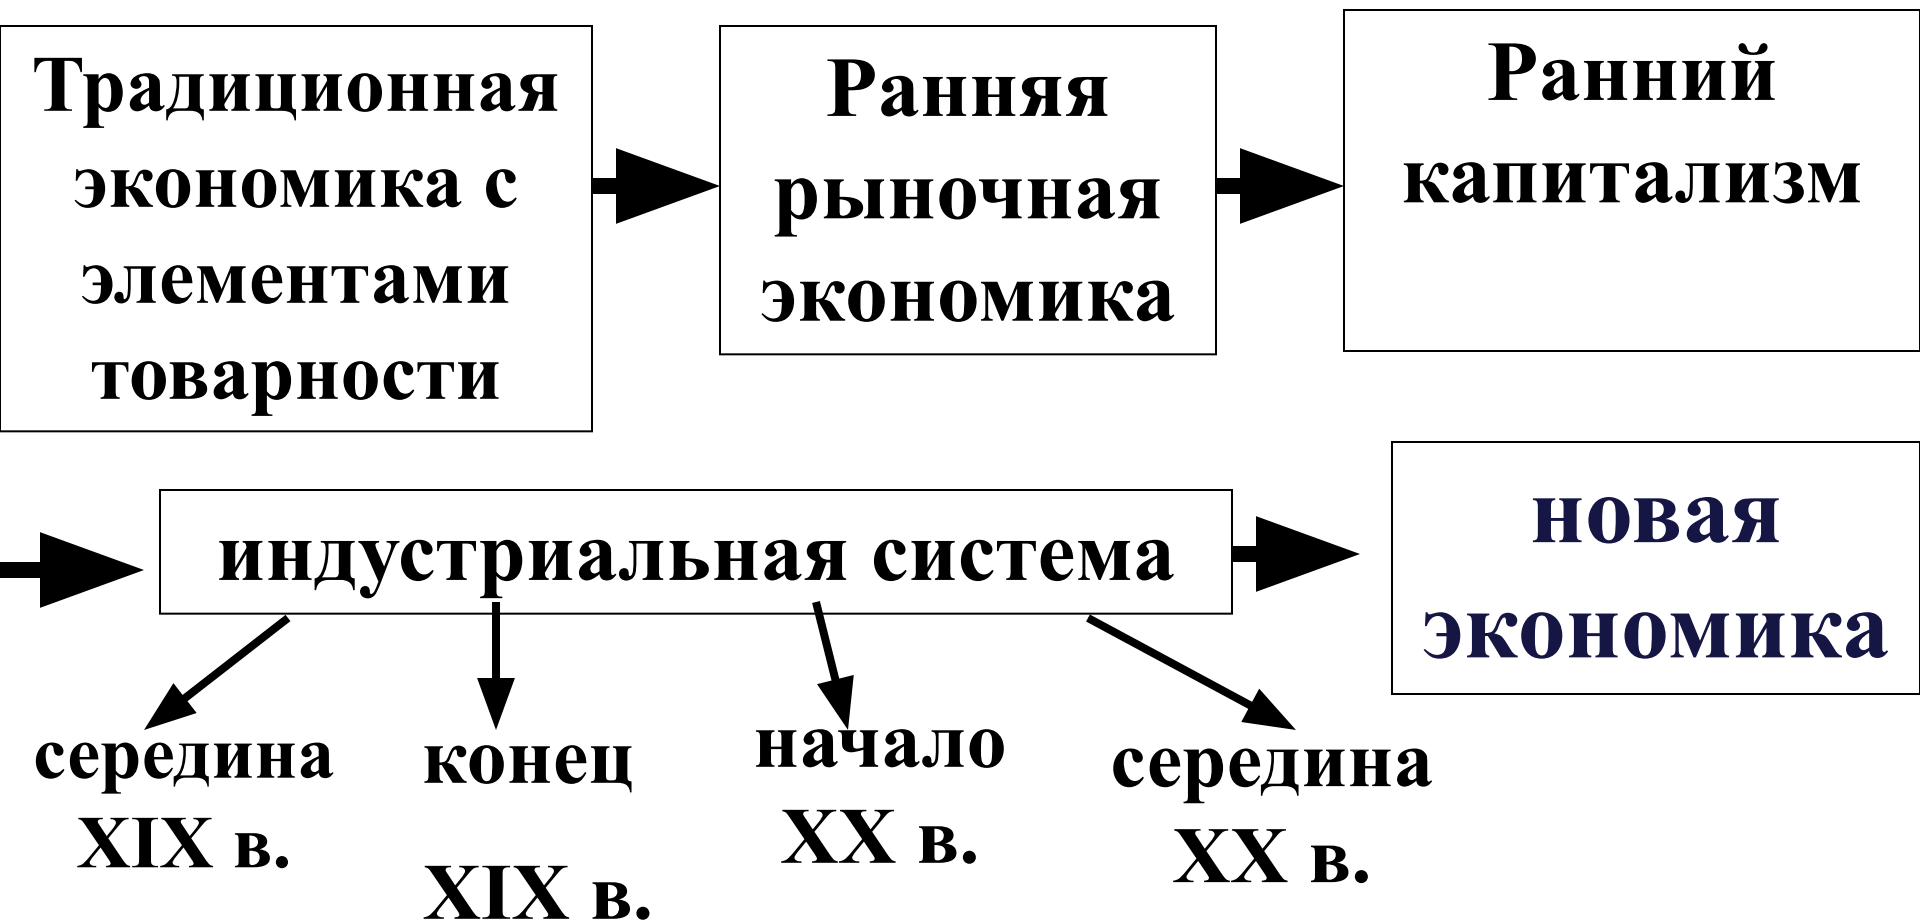 Традиционная
экономика с
элементами
товарности
Ранняя
рыночная
экономика
Ранний
капитализм
индустриальная система
новая
экономика
середина
XIX в.
конец
XIX в.
начало
XX в.
середина
XX в.